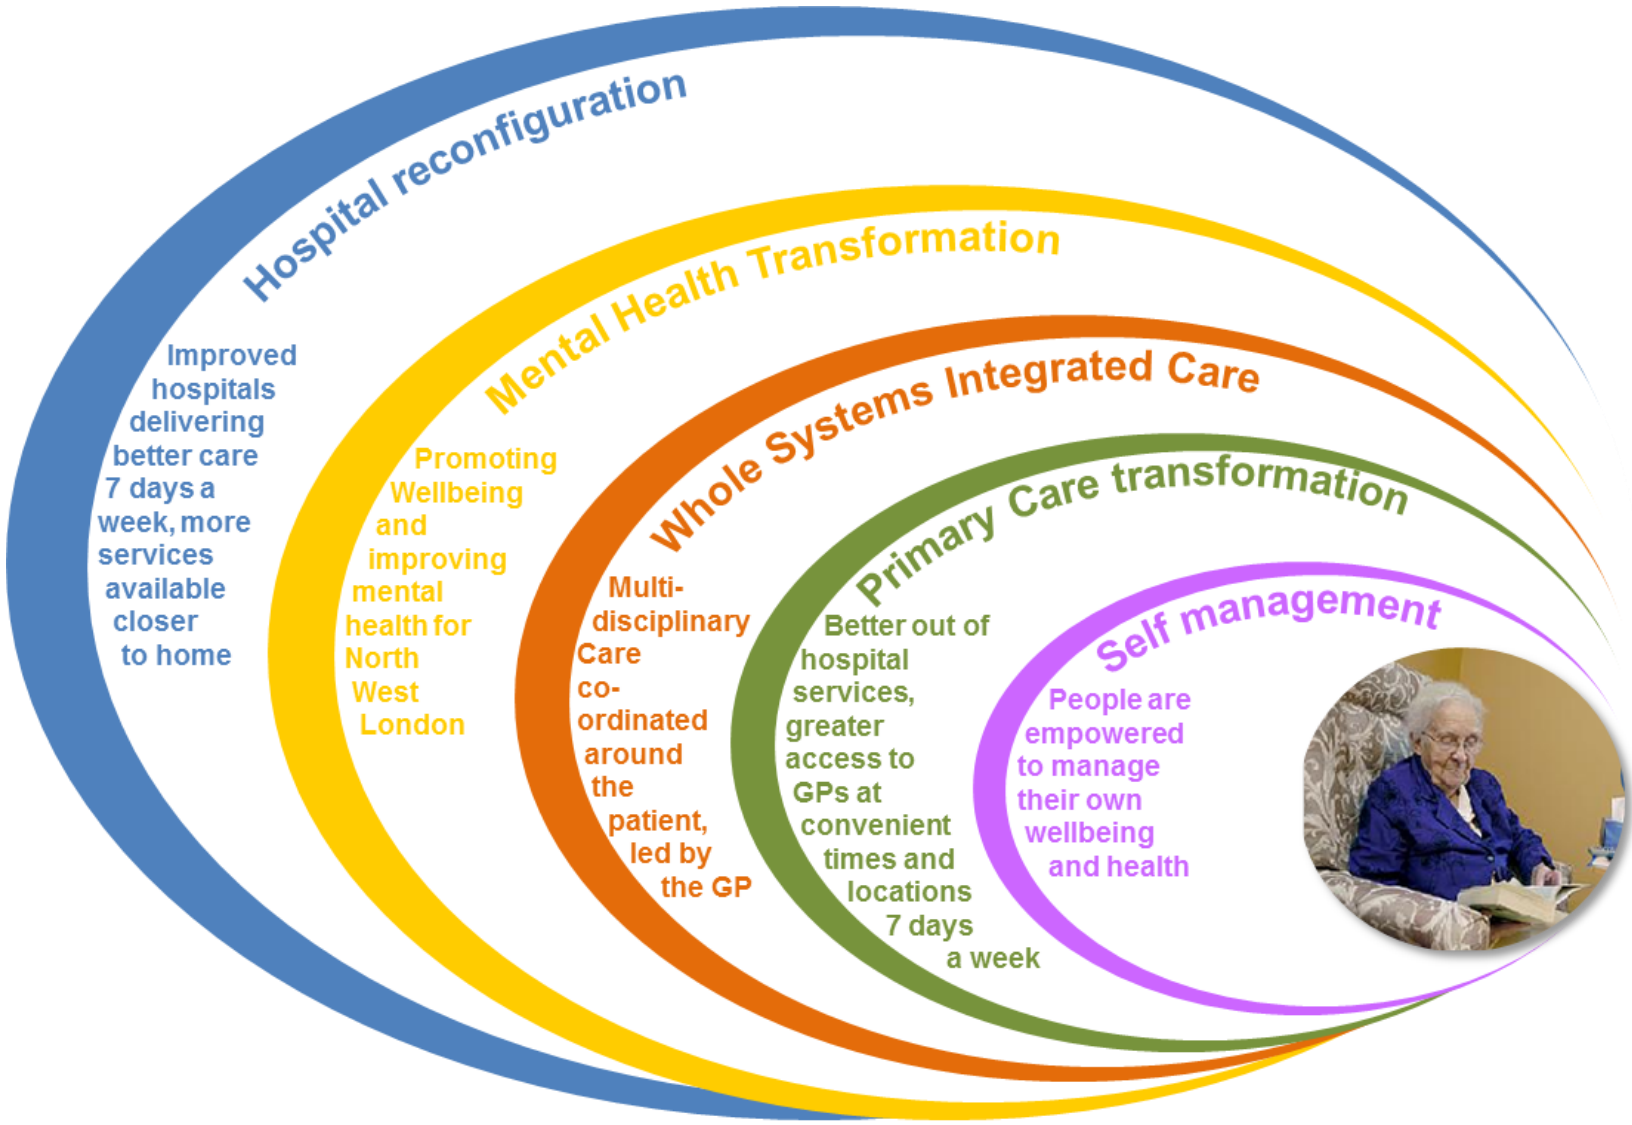 Hospital reconfiguration
Improved
hospitals
delivering
better care
7 days a
week, more
services
available
closer
to home
Mental Health Transformation
Promoting
Wellbeing
and
improving
mental
health for
North
West
London
Whole Systems Integrated Care
Multi-
disciplinary
Care
co-
ordinated
around
the
patient,
led by
the GP
Primary Care transformation
Better out of
hospital
services,
greater
access to
GPs at
convenient
times and
locations
7 days
a week
Self management
People are
empowered
to manage
their own
wellbeing
and health